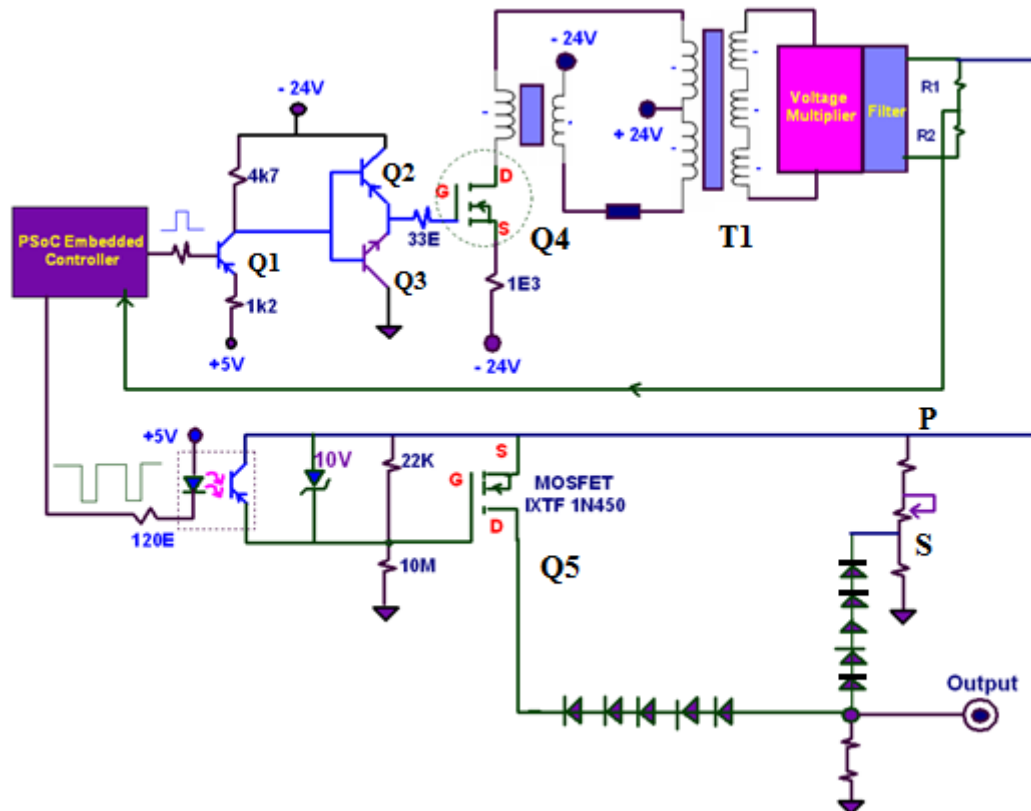 - 24V
- 24V
+ 24V
Voltage
Multiplier
Filter
R1
R2
4k7
Q2
PSoC Embedded
Controller
Q1
G
D
S
33E
Q4
T1
Q3
1k2
1E3
+5V
- 24V
P
+5V
10V
22K
S
G
MOSFET
IXTF 1N450
D
120E
10M
Q5
S
Output